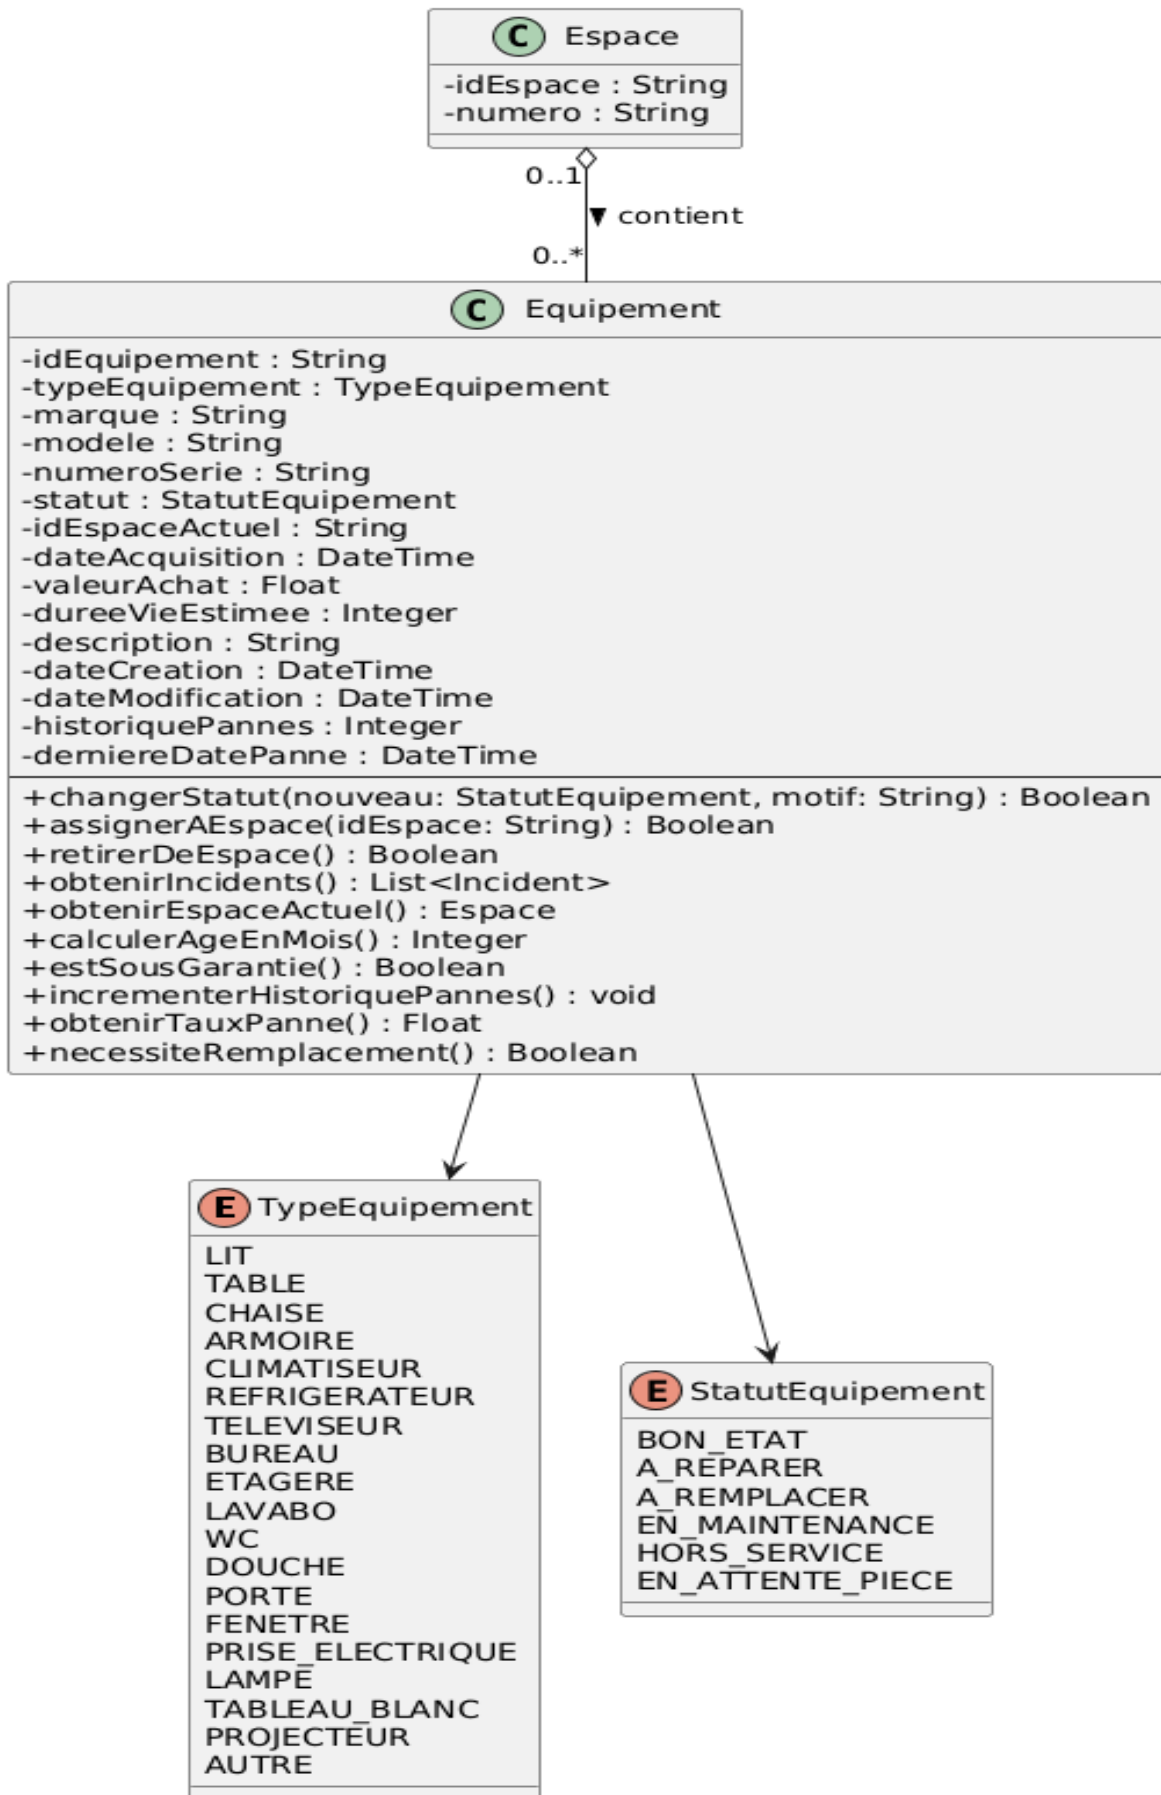 C Espace
-idEspace : String
-numero : String
0..1
contient
0..*
C Equipement
-idEquipement : String
-typeEquipement : TypeEquipement
-marque : String
-modele : String
-numeroSerie : String
-statut : StatutEquipement
-idEspaceActuel : String
-dateAcquisition : DateTime
-valeurAchat : Float
-dureeVieEstimee : Integer
-description : String
-dateCreation : DateTime
-dateModification : DateTime
-historiquePannes : Integer
-derniereDatePanne : DateTime
+changerStatut(nouveau: StatutEquipement, motif: String) : Boolean
+assignerAEspace(idEspace: String) : Boolean
+retirerDeEspace() : Boolean
+obtenirIncidents() : List<Incident>
+obtenirEspaceActuel() : Espace
+calculerAgeEnMois() : Integer
+estSousGarantie() : Boolean
+incrementerHistoriquePannes() : void
+obtenirTauxPanne() : Float
+necessiteRemplacement() : Boolean
E TypeEquipement
LIT
TABLE
CHAISE
ARMOIRE
CLIMATISEUR
REFRIGERATEUR
TELEVISEUR
BUREAU
ETAGERE
LAVABO
WC
DOUCHE
PORTE
FENETRE
PRISE_ELECTRIQUE
LAMPE
TABLEAU_BLANC
PROJECTEUR
AUTRE
E StatutEquipement
BON_ETAT
A_REPARER
A_REMPLACER
EN_MAINTENANCE
HORS_SERVICE
EN_ATTENTE_PIECE